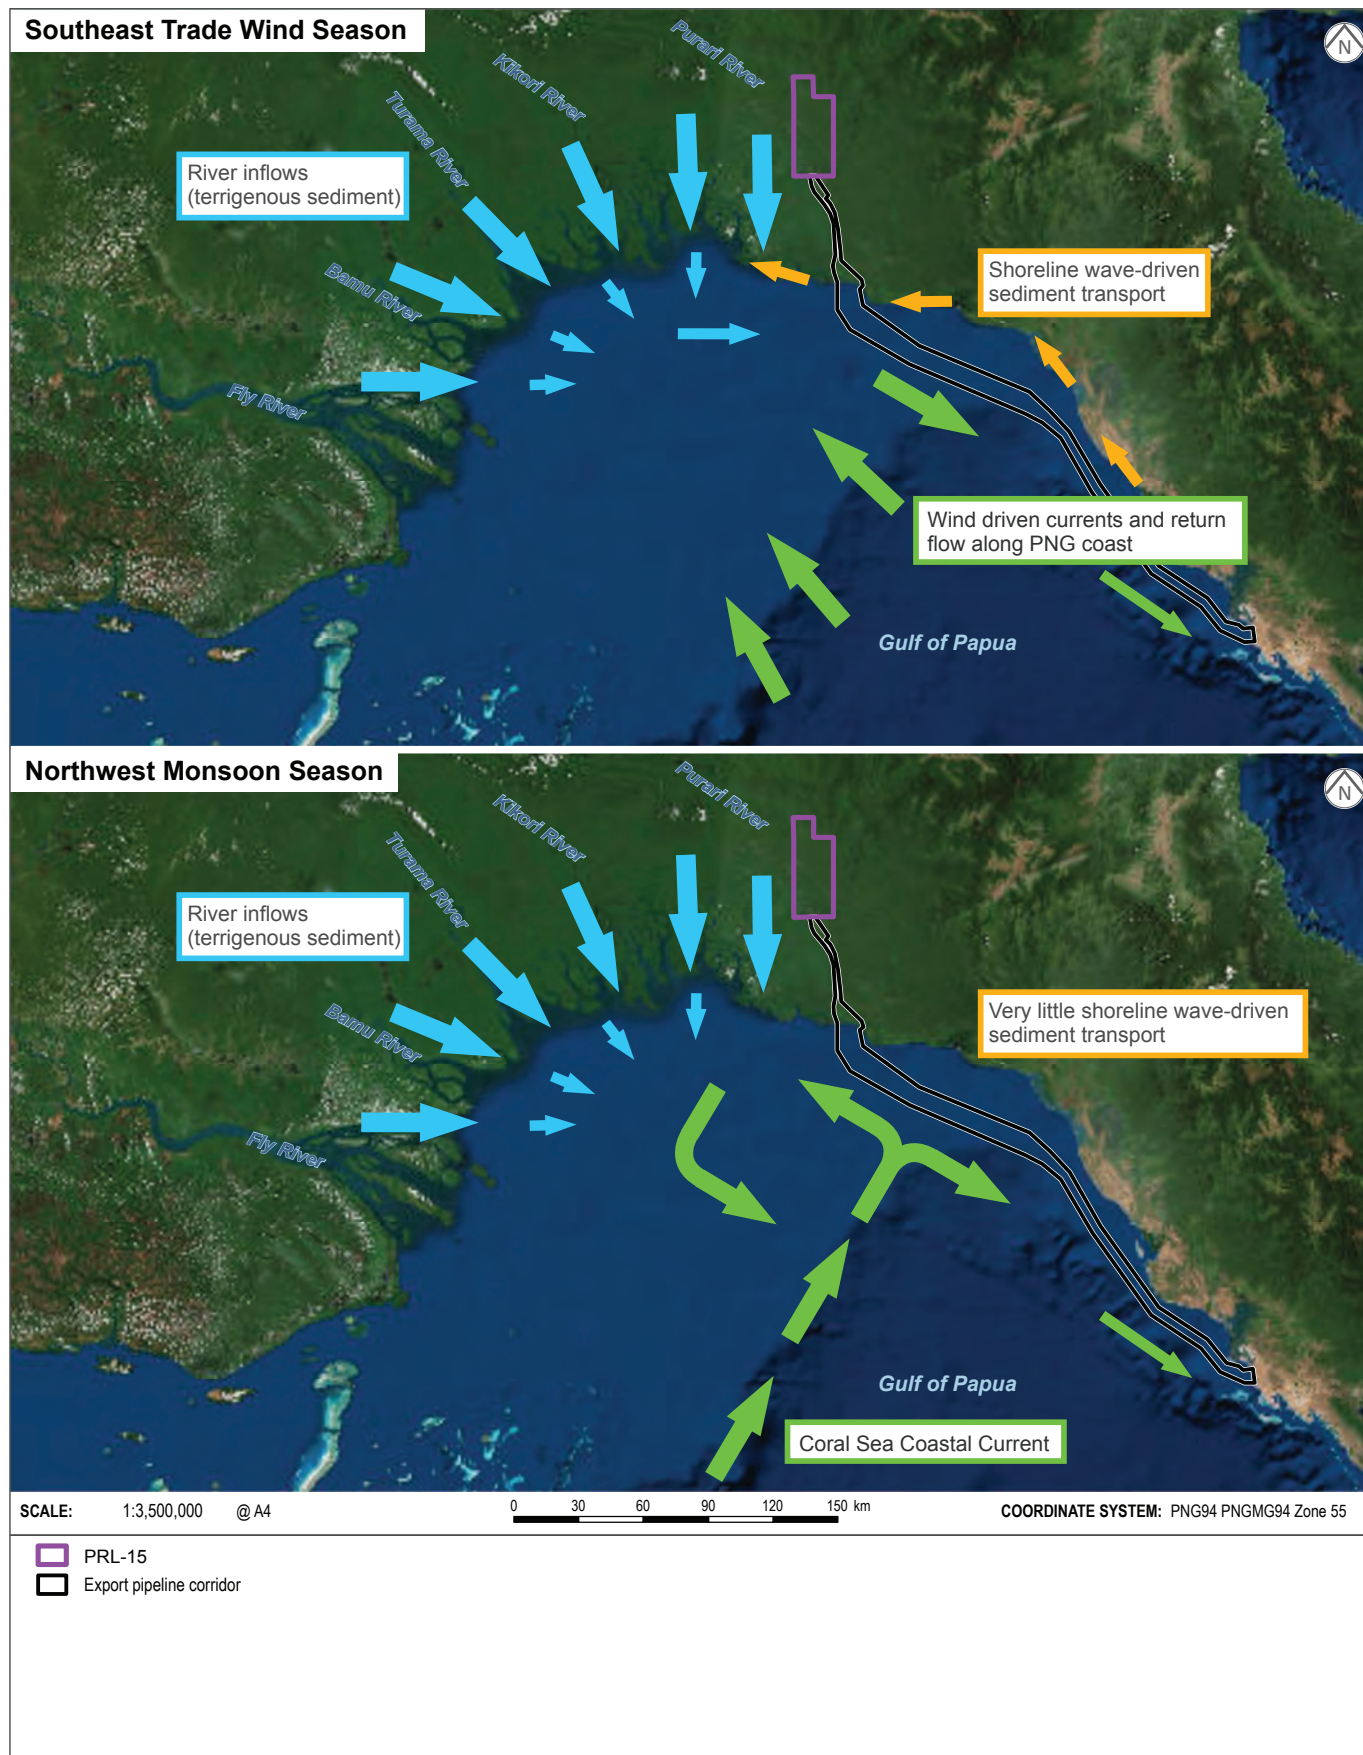 Southeast Trade Wind Season
N
Purari River
Kikori River
Turama River
River inflows
(terrigenous sediment)
Bamu River
Fly River
Shoreline wave-driven
sediment transport
Wind driven currents and return
flow along PNG coast
Gulf of Papua
Northwest Monsoon Season
N
Purari River
Kikori River
Turama River
River inflows
(terrigenous sediment)
Bamu River
Fly River
Very little shoreline wave-driven
sediment transport
Gulf of Papua
Coral Sea Coastal Current
SCALE: 1:3,500,000 @ A4
0 30 60 90 120 150 km
COORDINATE SYSTEM: PNG94 PNGMG94 Zone 55
PRL-15
Export pipeline corridor